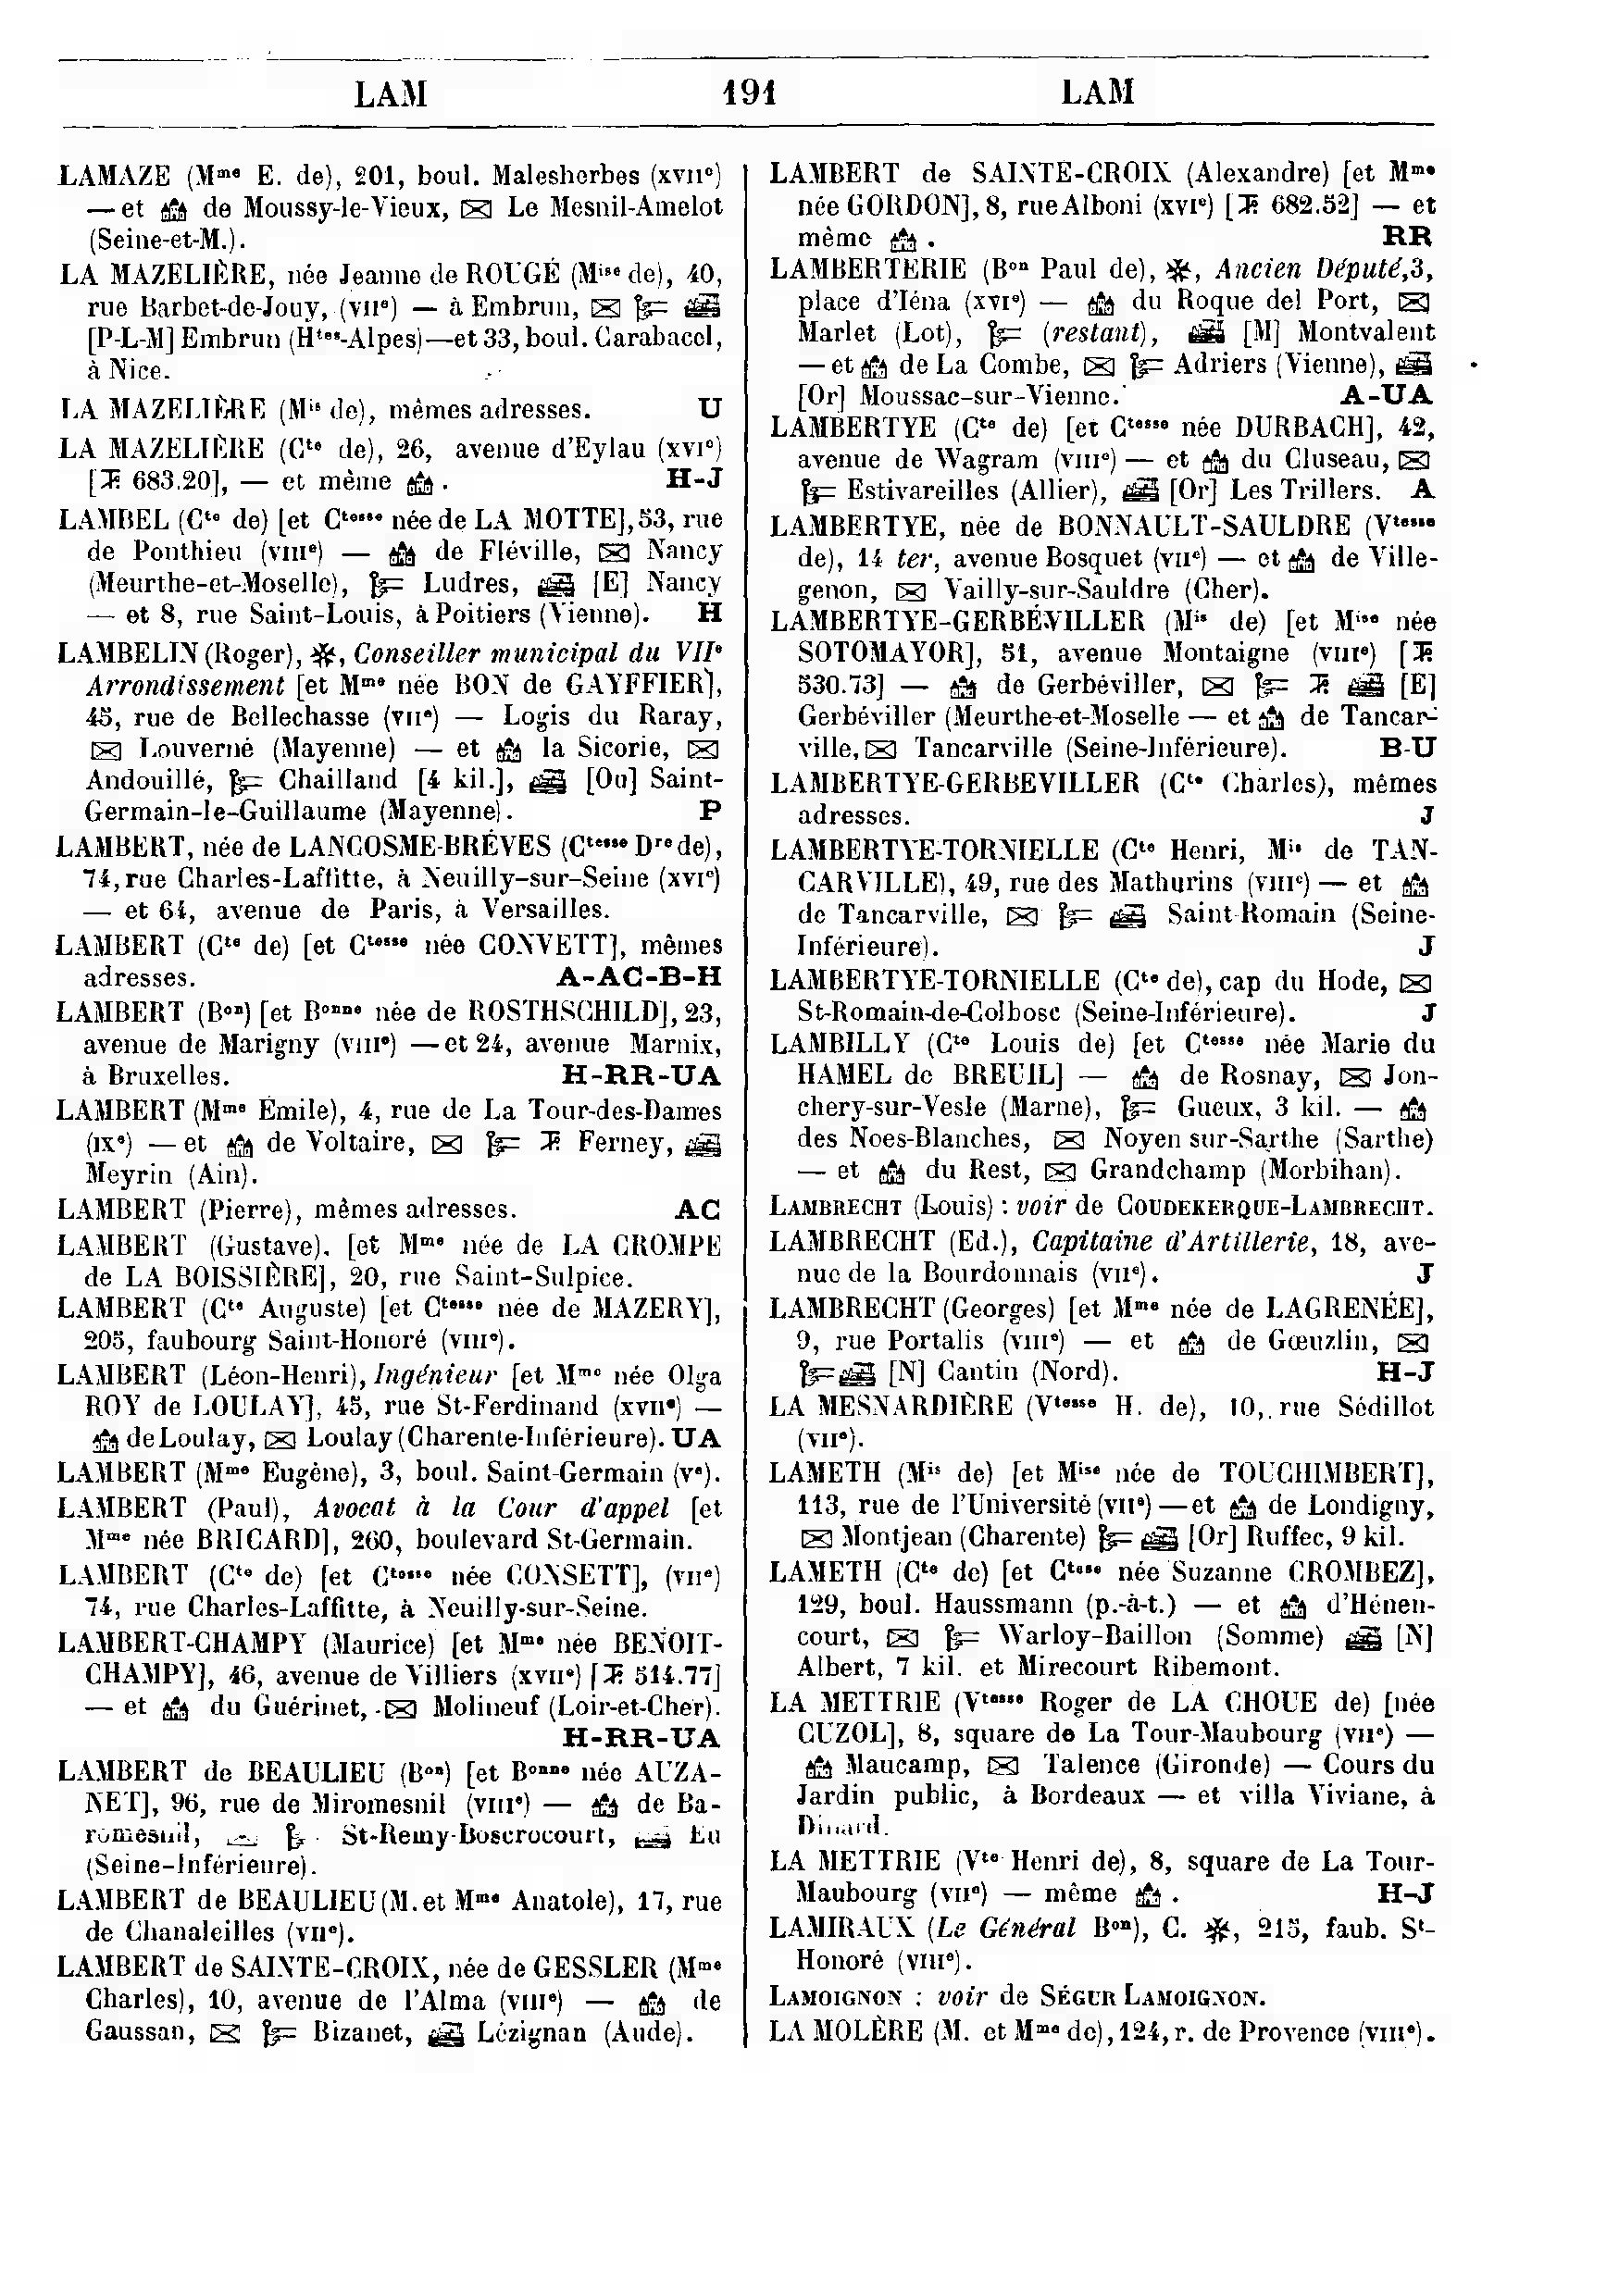 LAM 191 LAM
LAMAZE (Mme E. de), 201, boul. Malesherbes (XVIIe)
— et de Moussy-le-Vieux, Le Mesnil-Amelot
(Seine-et-M.).
LA MAZELIÈRE, née Jeanne de ROUGÉ (Mise de), 40,
rue Barbet-de-Jouy, (VIIe) — à Embrun,
[P-L-M] Embrun (Htes-Alpes) — et 33, boul. Carabacel,
à Nice.
LA MAZELIÈRE (Mis de), mêmes adresses. U
LA MAZELIÈRE (Cte de), 26, avenue d'Eylau (XVIe)
[T. 683.20], — et même . H-J
LAMBEL (Cte de) [et Ctesse née de LA MOTTE], 53, rue
de Ponthieu (VIIIe) — de Fléville, Nancy
(Meurthe-et-Moselle), Ludres, [E] Nancy
— et 8, rue Saint-Louis, à Poitiers (Vienne). H
LAMBELIN (Roger), ✻, Conseiller municipal du VIIe
Arrondissement [et Mme née BON de GAYFFIER],
45, rue de Bellechasse (VIIe) — Logis du Raray,
Louverné (Mayenne) — et la Sicorie,
Andouillé, Chailland [4 kil.], [Ou] Saint-
Germain-le-Guillaume (Mayenne). P
LAMBERT, née de LANCOSME-BRÉVES (Ctesse Dre de),
74, rue Charles-Laffitte, à Neuilly-sur-Seine (XVIe)
— et 64, avenue de Paris, à Versailles.
LAMBERT (Cte de) [et Ctesse née CONVETT], mêmes
adresses. A-AC-B-H
LAMBERT (Bon) [et Bonne née de ROSTHSCHILD], 23,
avenue de Marigny (VIIIe) — et 24, avenue Marnix,
à Bruxelles. H-RR-UA
LAMBERT (Mme Émile), 4, rue de La Tour-des-Dames
(IXe) — et de Voltaire, T. Ferney,
Meyrin (Ain).
LAMBERT (Pierre), mêmes adresses. AC
LAMBERT (Gustave). [et Mme née de LA CROMPE
de LA BOISSIÈRE], 20, rue Saint-Sulpice.
LAMBERT (Cte Auguste) [et Ctesse née de MAZERY],
205, faubourg Saint-Honoré (VIIIe).
LAMBERT (Léon-Henri), Ingénieur [et Mme née Olga
ROY de LOULAY], 45, rue St-Ferdinand (XVIIe) —
de Loulay, Loulay (Charente-Inférieure). UA
LAMBERT (Mme Eugène), 3, boul. Saint-Germain (Ve).
LAMBERT (Paul), Avocat à la Cour d'appel [et
Mme née BRICARD], 260, boulevard St-Germain.
LAMBERT (Cte de) [et Ctesse née CONSETT], (VIIe)
74, rue Charles-Laffitte, à Neuilly-sur-Seine.
LAMBERT-CHAMPY (Maurice) [et Mme née BENOIT-
CHAMPY], 46, avenue de Villiers (XVIIe) [T. 514.77]
— et du Guérinet, Molineuf (Loir-et-Cher).
H-RR-UA
LAMBERT de BEAULIEU (Bon) [et Bonne née AUZA-
NET], 96, rue de Miromesnil (VIIIe) — de Ba-
romesnil, St-Remy-Boscrocourt, Eu
(Seine-Inférieure).
LAMBERT de BEAULIEU (M. et Mme Anatole), 17, rue
de Chanaleilles (VIIe).
LAMBERT de SAINTE-CROIX, née de GESSLER (Mme
Charles), 10, avenue de l'Alma (VIIIe) — de
Gaussan, Bizanet, Lézignan (Aude).
LAMBERT de SAINTE-CROIX (Alexandre) [et Mme
née GORDON], 8, rue Alboni (XVIe) [T. 682.52] — et
même . RR
LAMBERTERIE (Bon Paul de), ✻, Ancien Député, 3,
place d'Iéna (XVIe) — du Roque del Port,
Marlet (Lot), (restant), [M] Montvalent
— et de La Combe, Adriers (Vienne),
[Or] Moussac-sur-Vienne. A-UA
LAMBERTYE (Cte de) [et Ctesse née DURBACH], 42,
avenue de Wagram (VIIIe) — et du Cluseau,
Estivareilles (Allier), [Or] Les Trillers. A
LAMBERTYE, née de BONNAULT-SAULDRE (Vtesse
de), 14 ter, avenue Bosquet (VIIe) — et de Ville-
genon, Vailly-sur-Sauldre (Cher).
LAMBERTYE-GERBÉVILLER (Mis de) [et Mise née
SOTOMAYOR], 51, avenue Montaigne (VIIIe) [T.
530.73] — de Gerbéviller, T. [E]
Gerbéviller (Meurthe-et-Moselle — et de Tancar-
ville, Tancarville (Seine-Inférieure). B-U
LAMBERTYE-GERBEVILLER (Cte Charles), mêmes
adresses. J
LAMBERTYE-TORNIELLE (Cte Henri, Mis de TAN-
CARVILLE), 49, rue des Mathurins (VIIIe) — et
de Tancarville, Saint-Romain (Seine-
Inférieure). J
LAMBERTYE-TORNIELLE (Cte de), cap du Hode,
St-Romain-de-Colbosc (Seine-Inférieure). J
LAMBILLY (Cte Louis de) [et Ctesse née Marie du
HAMEL de BREUIL] — de Rosnay, Jon-
chery-sur-Vesle (Marne), Gueux, 3 kil. —
des Noes-Blanches, Noyen sur-Sarthe (Sarthe)
— et du Rest, Grandchamp (Morbihan).
LAMBRECHT (Louis) : voir de COUDEKERQUE-LAMBRECHT.
LAMBRECHT (Ed.), Capitaine d'Artillerie, 18, ave-
nue de la Bourdonnais (VIIe). J
LAMBRECHT (Georges) [et Mme née de LAGRENÉE],
9, rue Portalis (VIIIe) — et de Gœuzlin,
[N] Cantin (Nord). H-J
LA MESNARDIÈRE (Vtesse H. de), 10, rue Sédillot
(VIIe).
LAMETH (Mis de) [et Mise née de TOUCHIMBERT],
113, rue de l'Université (VIIe) — et de Londigny,
Montjean (Charente) [Or] Ruffec, 9 kil.
LAMETH (Cte de) [et Ctesse née Suzanne CROMBEZ],
129, boul. Haussmann (p.-à-t.) — et d'Hénen-
court, Warloy-Baillon (Somme) [N]
Albert, 7 kil. et Mirecourt Ribemont.
LA METTRIE (Vtesse Roger de LA CHOUE de) [née
CUZOL], 8, square de La Tour-Maubourg (VIIe) —
Maucamp, Talence (Gironde) — Cours du
Jardin public, à Bordeaux — et villa Viviane, à
Dinard.
LA METTRIE (Vte Henri de), 8, square de La Tour-
Maubourg (VIIe) — même . H-J
LAMIRAUX (Le Général Bon), C. ✻, 215, faub. St-
Honoré (VIIIe).
LAMOIGNON : voir de SÉGUR LAMOIGNON.
LA MOLÈRE (M. et Mme de), 124, r. de Provence (VIIIe).